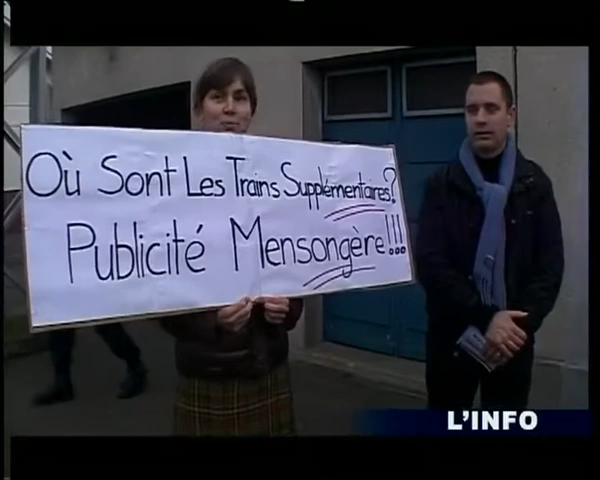 Où Sont Les Trains Supplémentaires?
Publicité Mensongère!!!
L'INFO